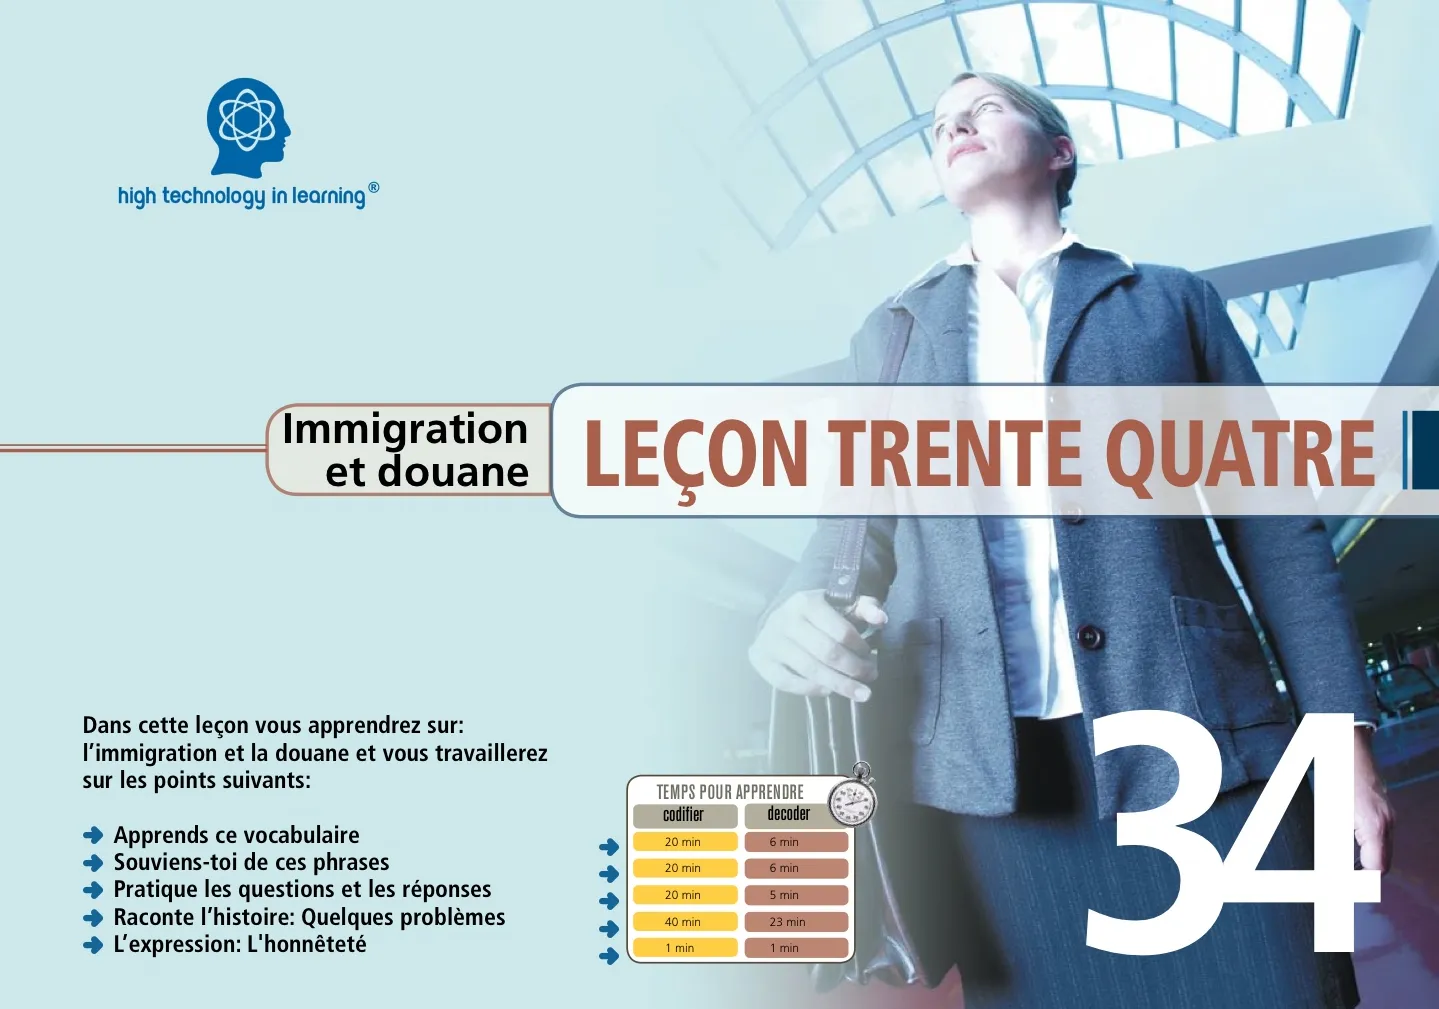 high technology in learning®
Immigration
et douane
LEÇON TRENTE QUATRE
Dans cette leçon vous apprendrez sur:
l’immigration et la douane et vous travaillerez
sur les points suivants:
Apprends ce vocabulaire
Souviens-toi de ces phrases
Pratique les questions et les réponses
Raconte l’histoire: Quelques problèmes
L’expression: L'honnêteté
TEMPS POUR APPRENDRE
codifier decoder
20 min 6 min
20 min 6 min
20 min 5 min
40 min 23 min
1 min 1 min
34